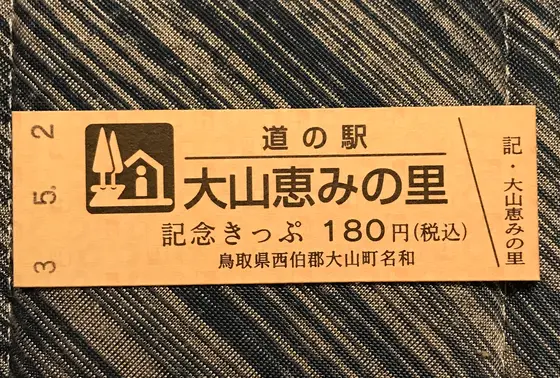 3. 5. 2
道の駅
大山恵みの里
記念きっぷ 180円(税込)
鳥取県西伯郡大山町名和
記・大山恵みの里